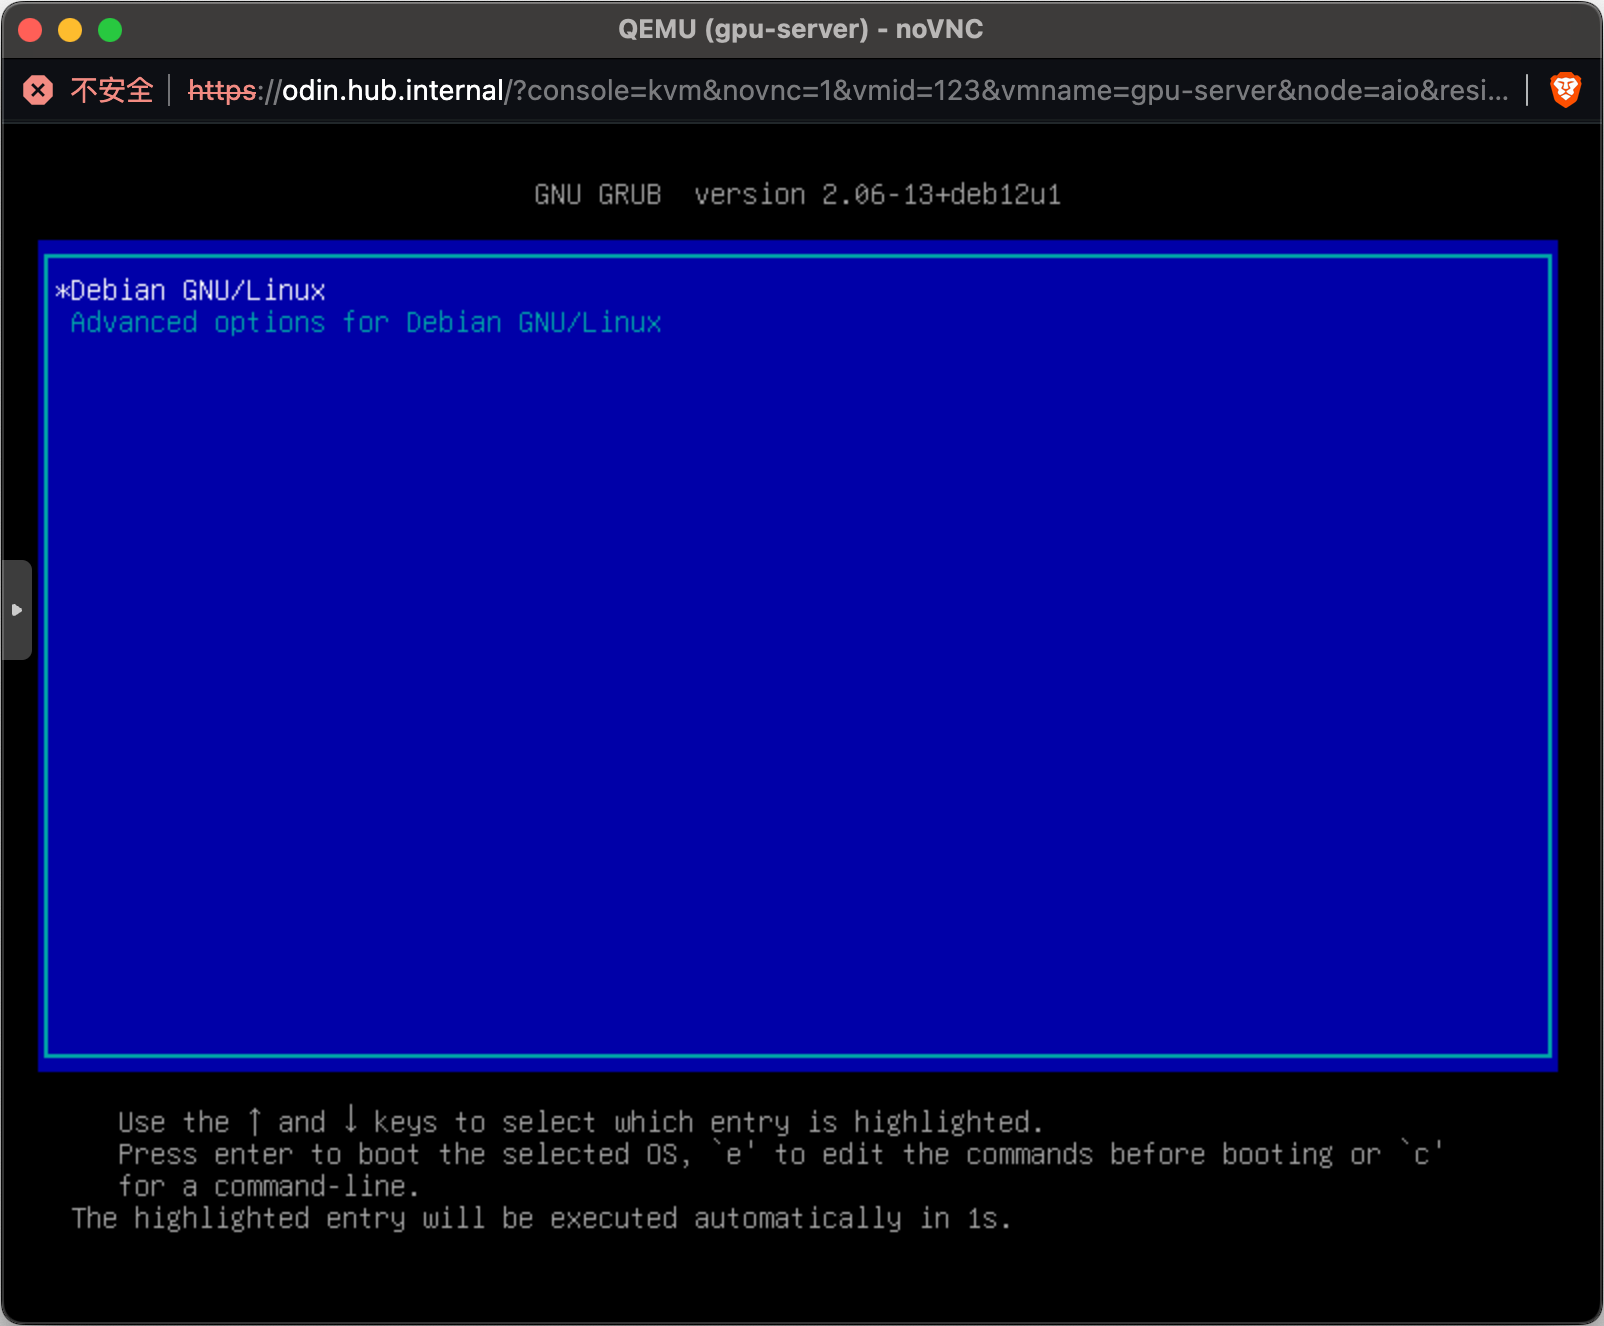 QEMU (gpu-server) - noVNC
不安全 https://odin.hub.internal/?console=kvm&novnc=1&vmid=123&vmname=gpu-server&node=aio&resi...
GNU GRUB  version 2.06-13+deb12u1
*Debian GNU/Linux
Advanced options for Debian GNU/Linux
Use the ↑ and ↓ keys to select which entry is highlighted.
Press enter to boot the selected OS, `e' to edit the commands before booting or `c'
for a command-line.
The highlighted entry will be executed automatically in 1s.